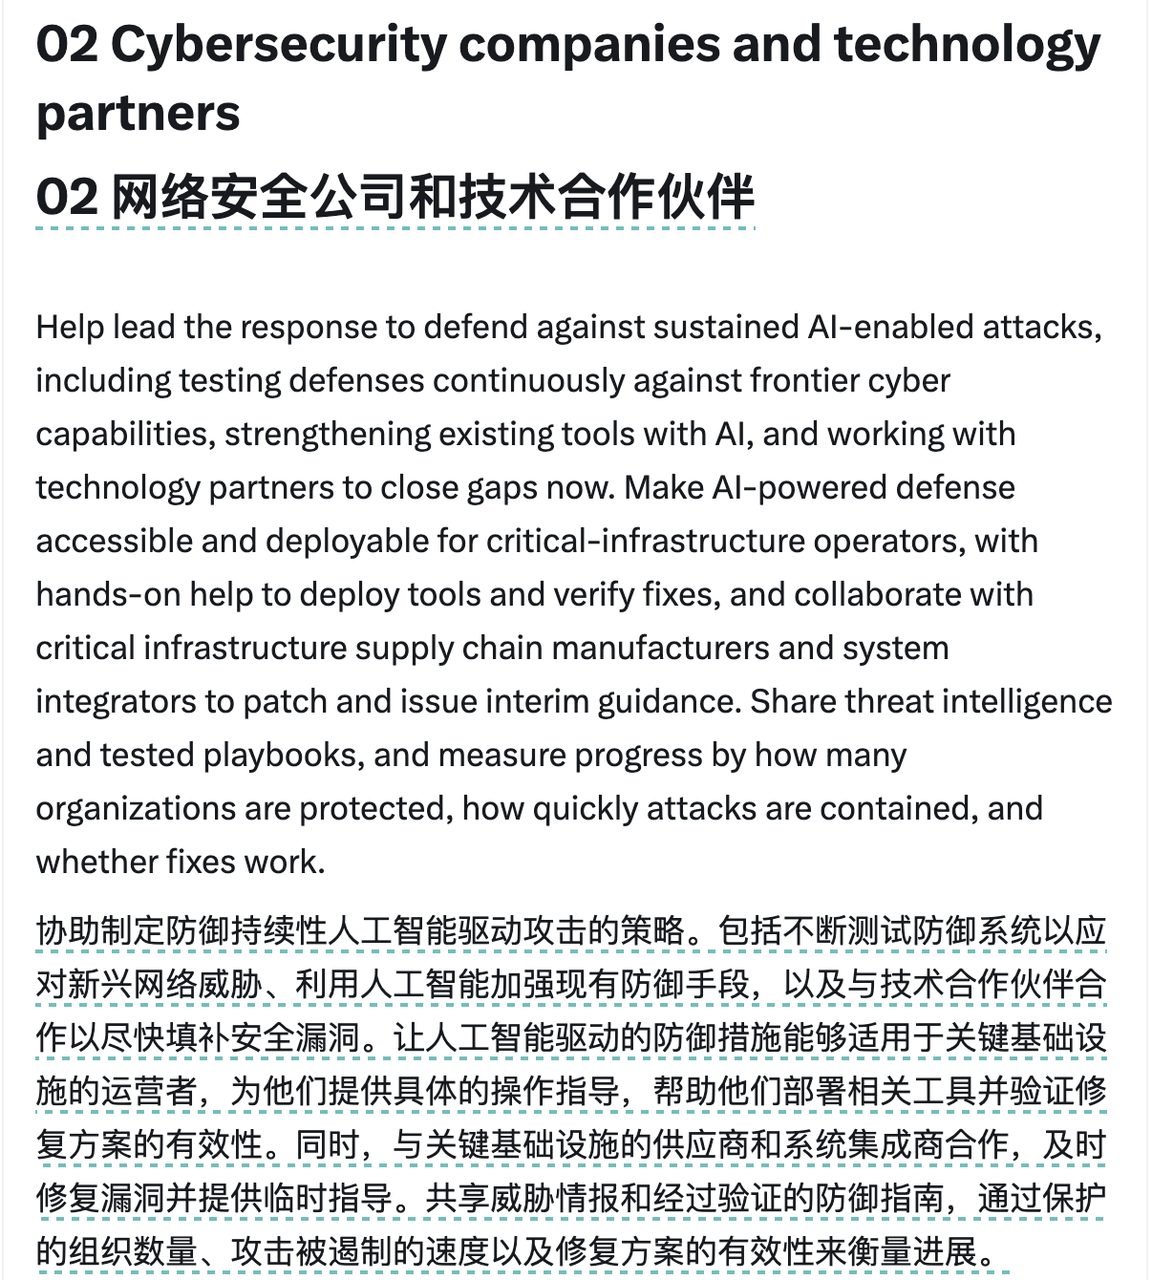 02 Cybersecurity companies and technology
partners
02 网络安全公司和技术合作伙伴
Help lead the response to defend against sustained AI-enabled attacks,
including testing defenses continuously against frontier cyber
capabilities, strengthening existing tools with AI, and working with
technology partners to close gaps now. Make AI-powered defense
accessible and deployable for critical-infrastructure operators, with
hands-on help to deploy tools and verify fixes, and collaborate with
critical infrastructure supply chain manufacturers and system
integrators to patch and issue interim guidance. Share threat intelligence
and tested playbooks, and measure progress by how many
organizations are protected, how quickly attacks are contained, and
whether fixes work.
协助制定防御持续性人工智能驱动攻击的策略。包括不断测试防御系统以应
对新兴网络威胁、利用人工智能加强现有防御手段，以及与技术合作伙伴合
作以尽快填补安全漏洞。让人工智能驱动的防御措施能够适用于关键基础设
施的运营者，为他们提供具体的操作指导，帮助他们部署相关工具并验证修
复方案的有效性。同时，与关键基础设施的供应商和系统集成商合作，及时
修复漏洞并提供临时指导。共享威胁情报和经过验证的防御指南，通过保护
的组织数量、攻击被遏制的速度以及修复方案的有效性来衡量进展。